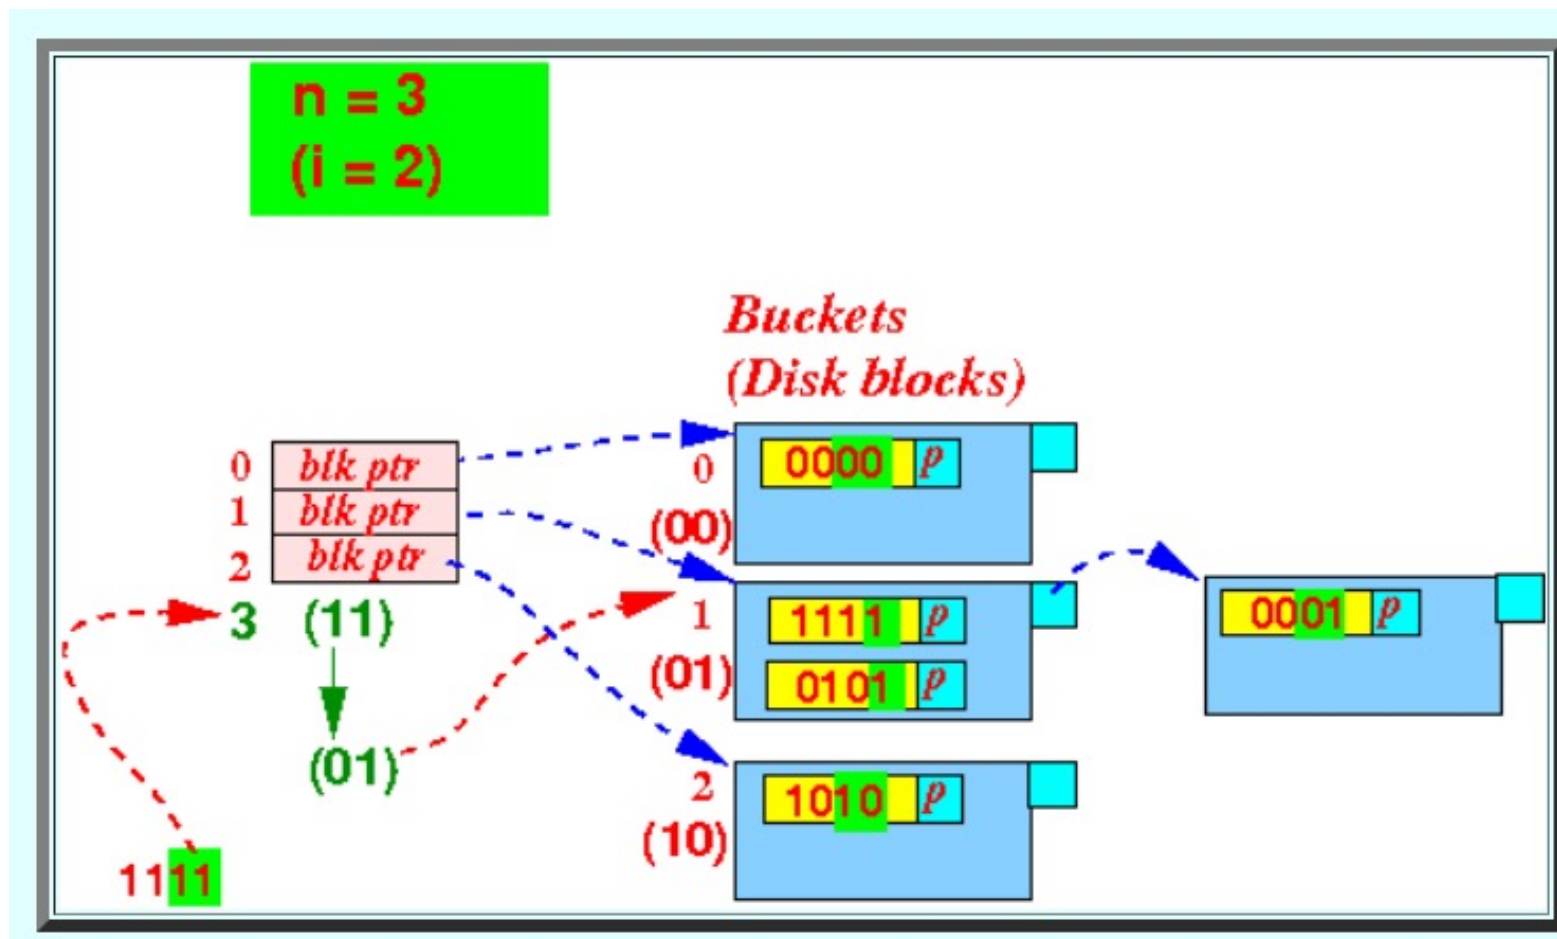 n = 3
(i = 2)
Buckets
(Disk blocks)
0 blk ptr
1 blk ptr
2 blk ptr
3 (11)
(01)
1111
0
(00)
0000 p
1
(01)
1111 p
0101 p
0001 p
2
(10)
1010 p